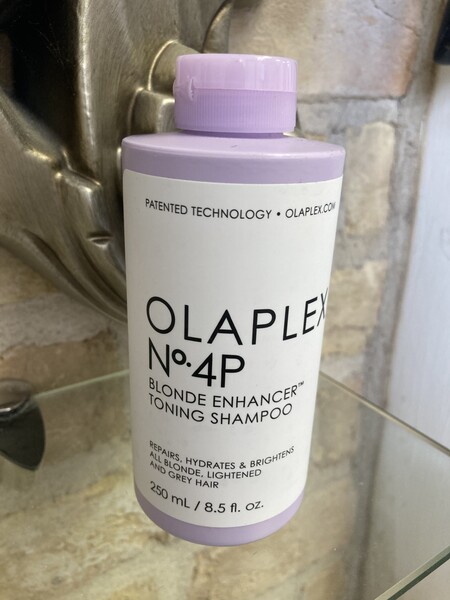 PATENTED TECHNOLOGY • OLAPLEX.COM
OLAPLEX
Nº.4P
BLONDE ENHANCER™
TONING SHAMPOO
REPAIRS, HYDRATES & BRIGHTENS
ALL BLONDE, LIGHTENED
AND GREY HAIR
250 mL / 8.5 fl. oz.